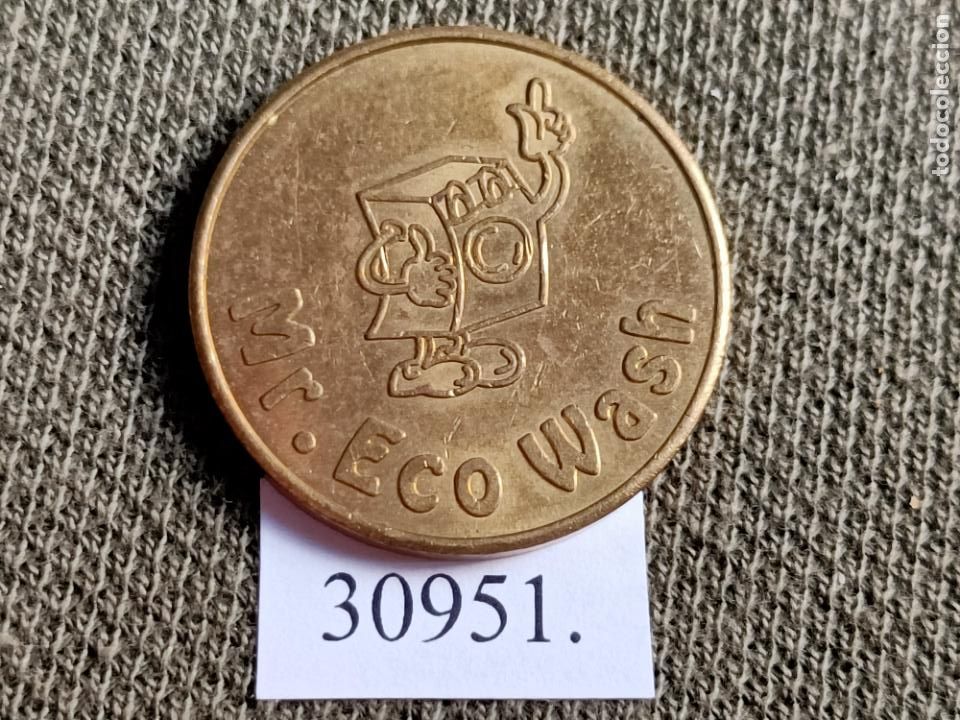 Mr. Eco Wash
30951.
todocoleccion